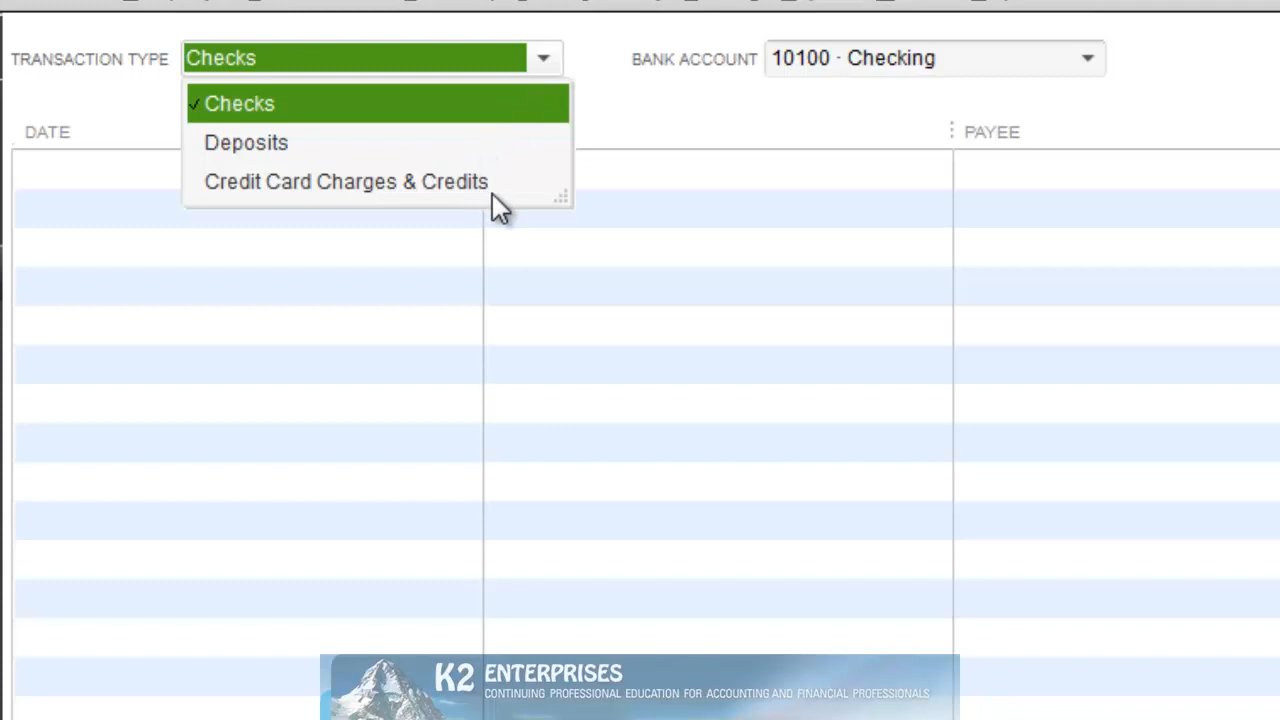 TRANSACTION TYPE Checks BANK ACCOUNT 10100 · Checking
✓ Checks
Deposits
Credit Card Charges & Credits
DATE PAYEE
K2 ENTERPRISES
CONTINUING PROFESSIONAL EDUCATION FOR ACCOUNTING AND FINANCIAL PROFESSIONALS